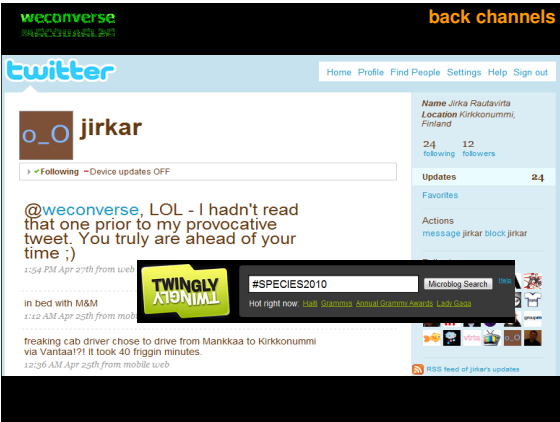 weconverse
back channels
twitter
Home Profile Find People Settings Help Sign out
o_O
jirkar
Following
Device updates OFF
@weconverse, LOL - I hadn't read
that one prior to my provocative
tweet. You truly are ahead of your
time ;)
1:54 PM Apr 27th from web
in bed with M&M
1:12 AM Apr 25th from mob
freaking cab driver chose to drive from Mankkaa to Kirkkonummi
via Vantaa!?! It took 40 friggin minutes.
12:36 AM Apr 25th from mobile web
Name Jirka Rautavirta
Location Kirkkonummi,
Finland
24 12
following followers
Updates 24
Favorites
Actions
message jirkar block jirkar
TWINGLY
#SPECIES2010
Microblog Search
Beta
Hot right now: Haiti Grammys Annual Grammy Awards Lady Gaga
RSS feed of jirkar's updates